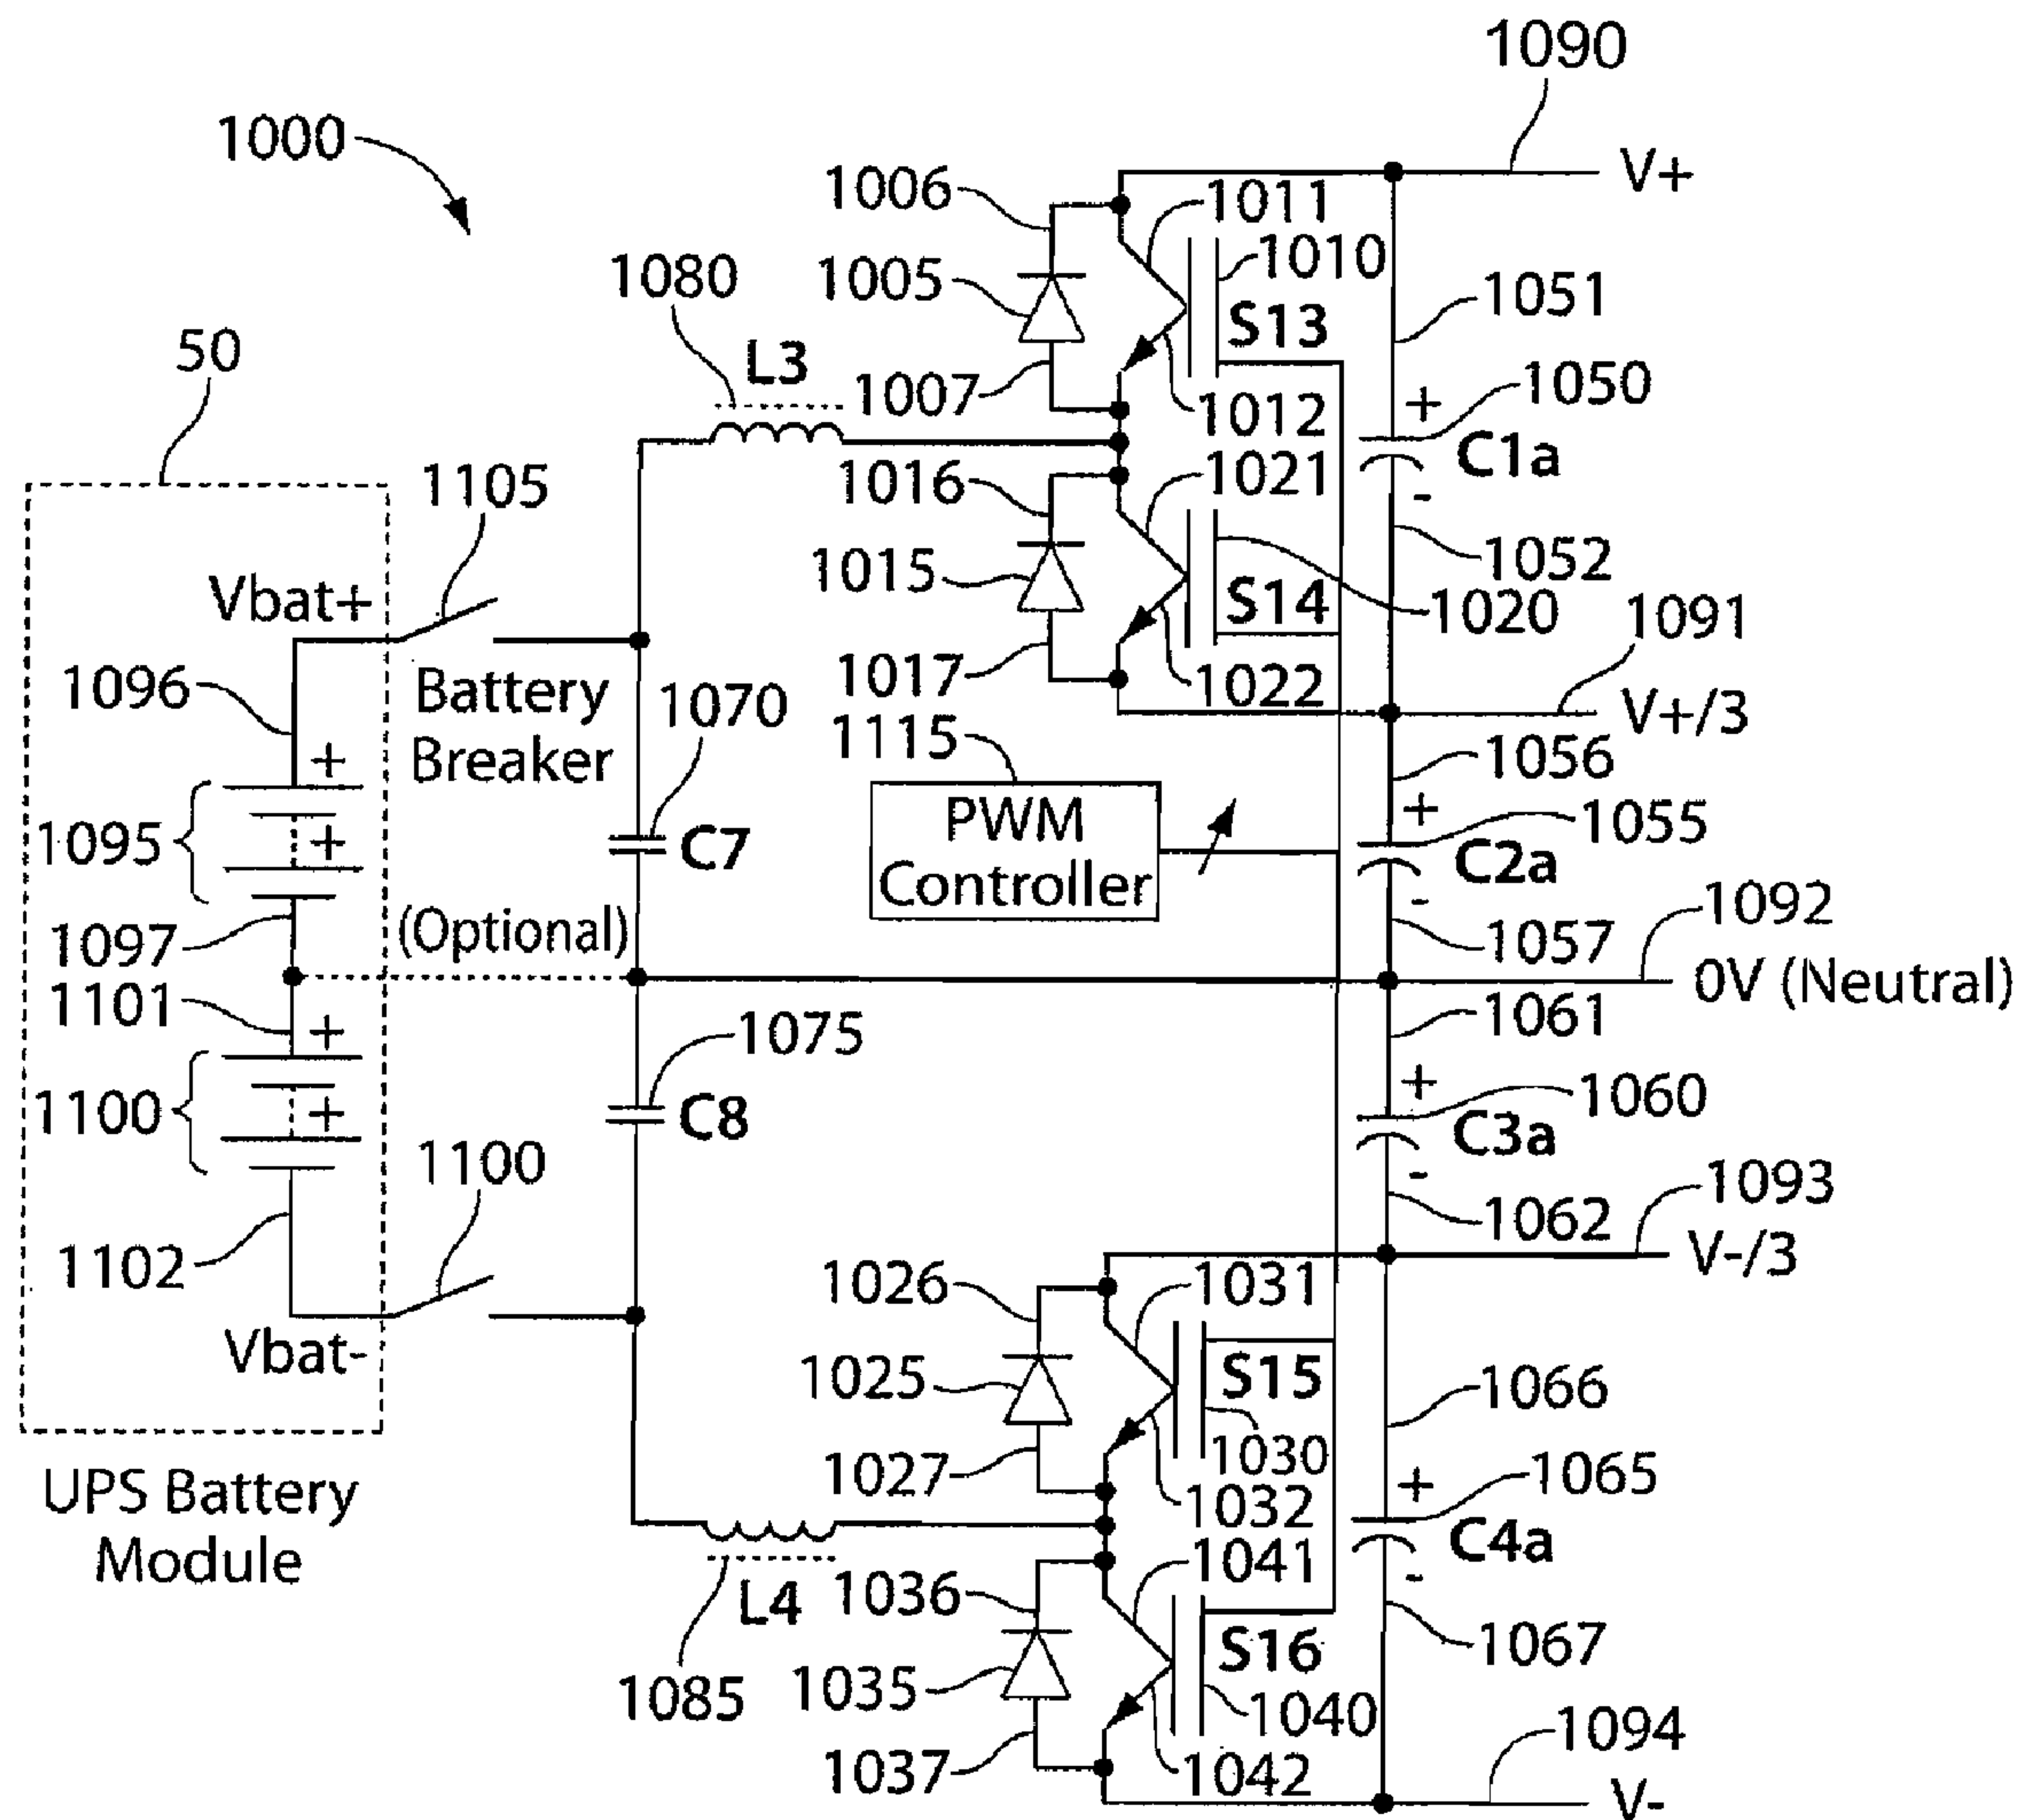 1090
1000
V+
1006
1011
1005
1010
1080
S13
1051
50
L3
1007
1012
1050
+
C1a
-
1105
1016
1021
1052
1015
S14
1020
1091
Vbat+
1017
1022
V+/3
1096
Battery
Breaker
1070
1115
1056
+
+
1095
+
C7
PWM
Controller
1055
C2a
-
1097
(Optional)
1057
1092
0V (Neutral)
1101
+
1075
1061
+
1100
+
C8
1060
C3a
-
1100
1093
1102
1062
V-/3
Vbat-
1026
1031
1025
S15
1066
1027
1030
1032
UPS Battery
Module
+
1065
C4a
-
1041
1036
L4
S16
1067
1085
1035
1040
1037
1042
1094
V-